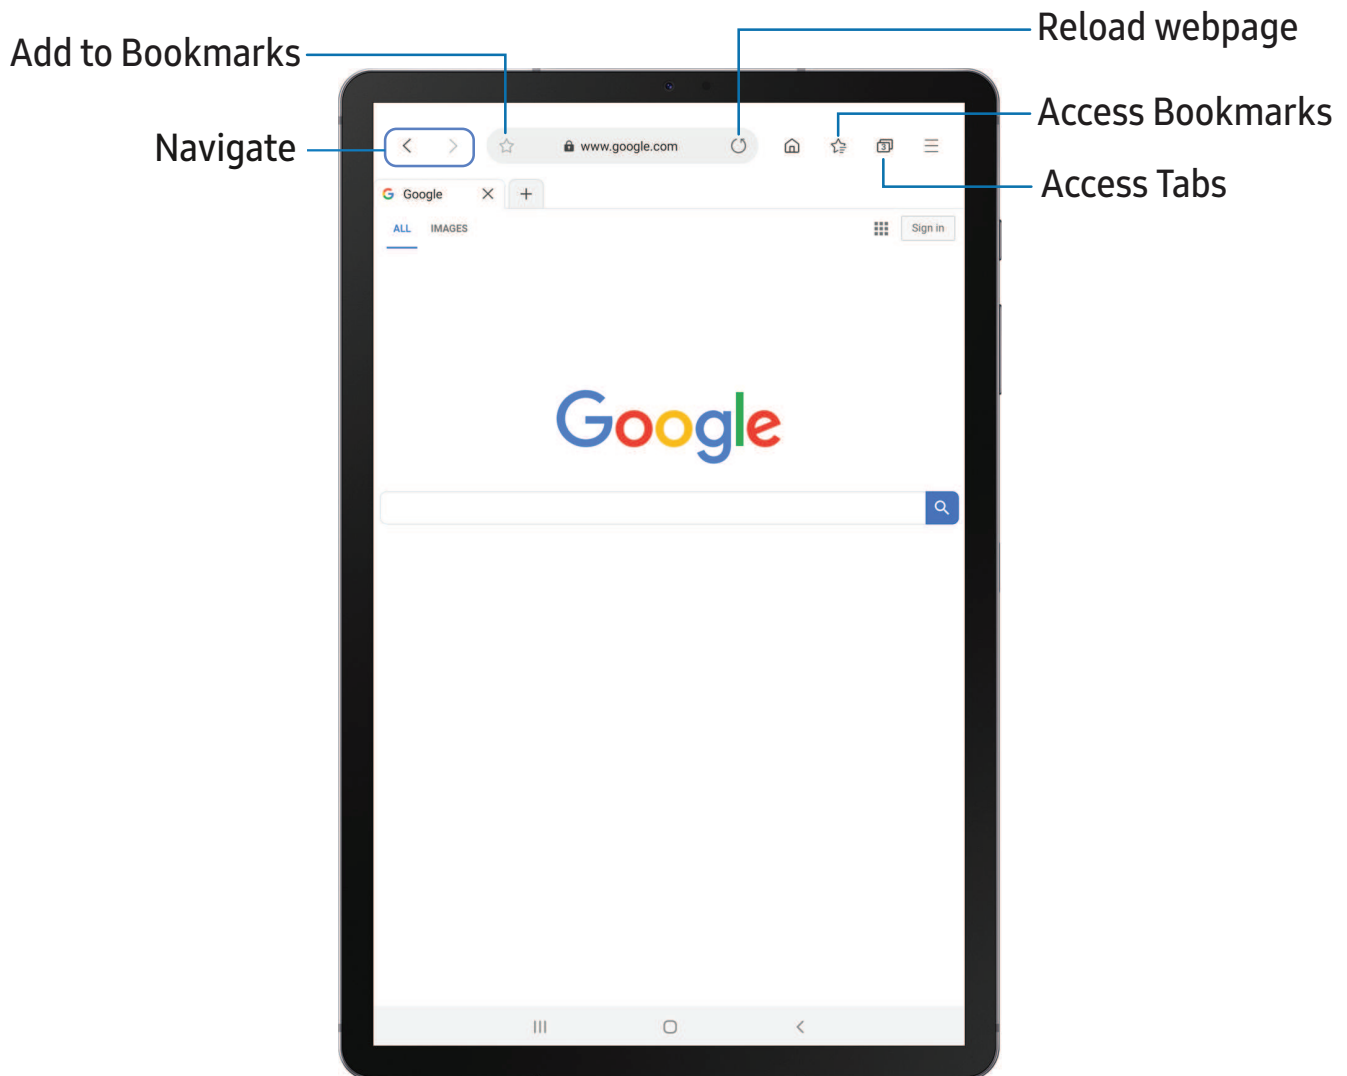 Reload webpage
Add to Bookmarks
Access Bookmarks
Navigate
www.google.com
3
Access Tabs
G Google
ALL IMAGES
Sign in
Google